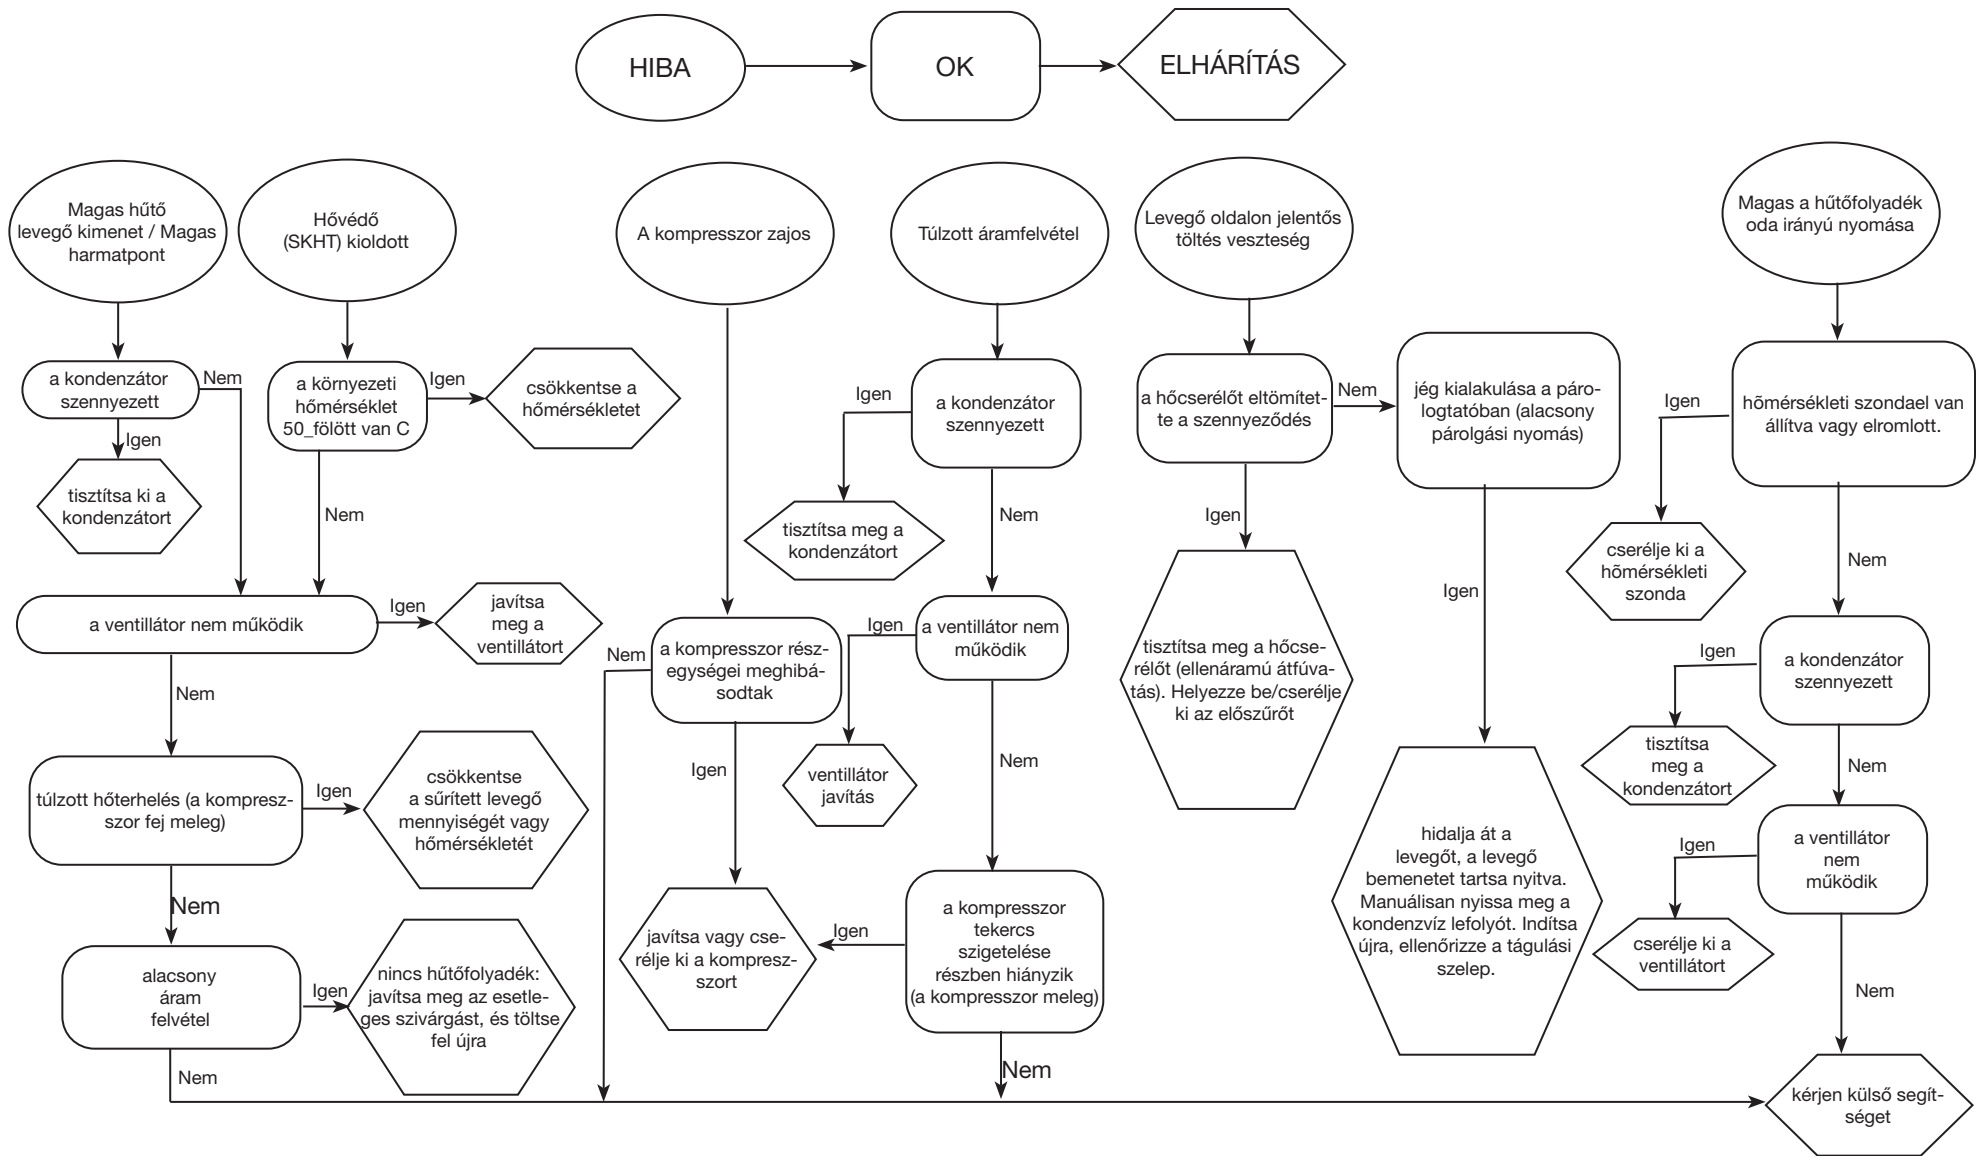 HIBA
OK
ELHÁRÍTÁS
Magas hűtő
levegő kimenet / Magas
harmatpont
Hővédő
(SKHT) kioldott
A kompresszor zajos
Túlzott áramfelvétel
Levegő oldalon jelentős
töltés veszteség
Magas a hűtőfolyadék
oda irányú nyomása
a kondenzátor
szennyezett
Nem
Igen
tisztítsa ki a
kondenzátort
a környezeti
hőmérséklet
50_fölött van C
Igen
csökkentse a
hőmérsékletet
Nem
a ventillátor nem működik
Igen
javítsa
meg a
ventillátort
Nem
túlzott hőterhelés (a kompresz-
szor fej meleg)
Igen
csökkentse
a sűrített levegő
mennyiségét vagy
hőmérsékletét
Nem
alacsony
áram
felvétel
Igen
nincs hűtőfolyadék:
javítsa meg az esetle-
ges szivárgást, és töltse
fel újra
Nem
a kompresszor rész-
egységei meghibá-
sodtak
Nem
Igen
javítsa vagy cse-
rélje ki a kompresz-
szort
a kondenzátor
szennyezett
Igen
tisztítsa meg a
kondenzátort
Nem
a ventillátor nem
működik
Igen
ventillátor
javítás
Nem
a kompresszor
tekercs
szigetelése
részben hiányzik
(a kompresszor meleg)
Igen
Nem
a hőcserélőt eltömített-
te a szennyeződés
Nem
Igen
tisztítsa meg a hőcse-
rélőt (ellenáramú átfúva-
tás). Helyezze be/cserélje
ki az előszűrőt
jég kialakulása a páro-
logtatóban (alacsony
párolgási nyomás)
Igen
hidalja át a
levegőt, a levegő
bemenetet tartsa nyitva.
Manuálisan nyissa meg a
kondenzvíz lefolyót. Indítsa
újra, ellenőrizze a tágulási
szelep.
hõmérsékleti szondael van
állítva vagy elromlott.
Igen
cserélje ki a
hõmérsékleti
szonda
Nem
a kondenzátor
szennyezett
Igen
tisztítsa
meg a
kondenzátort
Nem
a ventillátor
nem
működik
Igen
cserélje ki a
ventillátort
Nem
kérjen külső segít-
séget